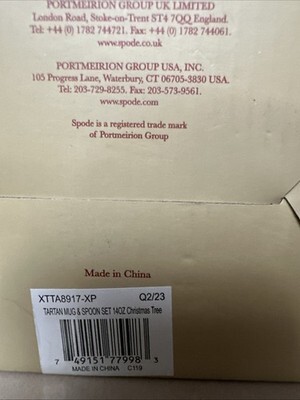 PORTMEIRION GROUP UK LIMITED
London Road, Stoke-on-Trent ST4 7QQ England.
Tel: +44 (0) 1782 744721. Fax: +44 (0) 1782 744061.
www.spode.co.uk
PORTMEIRION GROUP USA, INC.
105 Progress Lane, Waterbury, CT 06705-3830 USA.
Tel: 203-729-8255. Fax: 203-573-9561.
www.spode.com
Spode is a registered trade mark
of Portmeirion Group
Made in China
XTTA8917-XP Q2/23
TARTAN MUG & SPOON SET 14OZ Christmas Tree
7 49151 77998 3
MADE IN CHINA C119